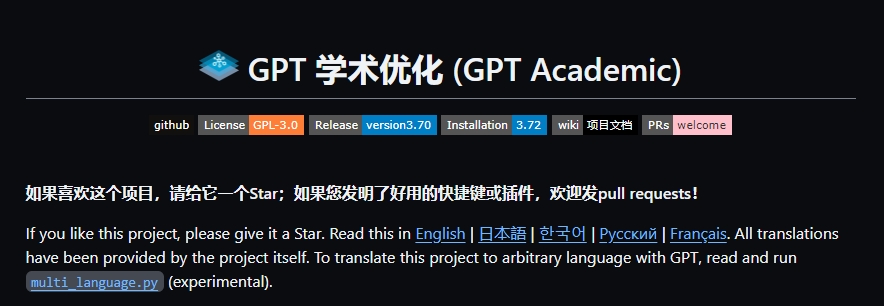 GPT 学术优化 (GPT Academic)
github License GPL-3.0 Release version3.70 Installation 3.72 wiki 项目文档 PRs welcome
如果喜欢这个项目，请给它一个Star；如果您发明了好用的快捷键或插件，欢迎发pull requests！
If you like this project, please give it a Star. Read this in English | 日本語 | 한국어 | Русский | Français. All translations
have been provided by the project itself. To translate this project to arbitrary language with GPT, read and run
multi_language.py (experimental).